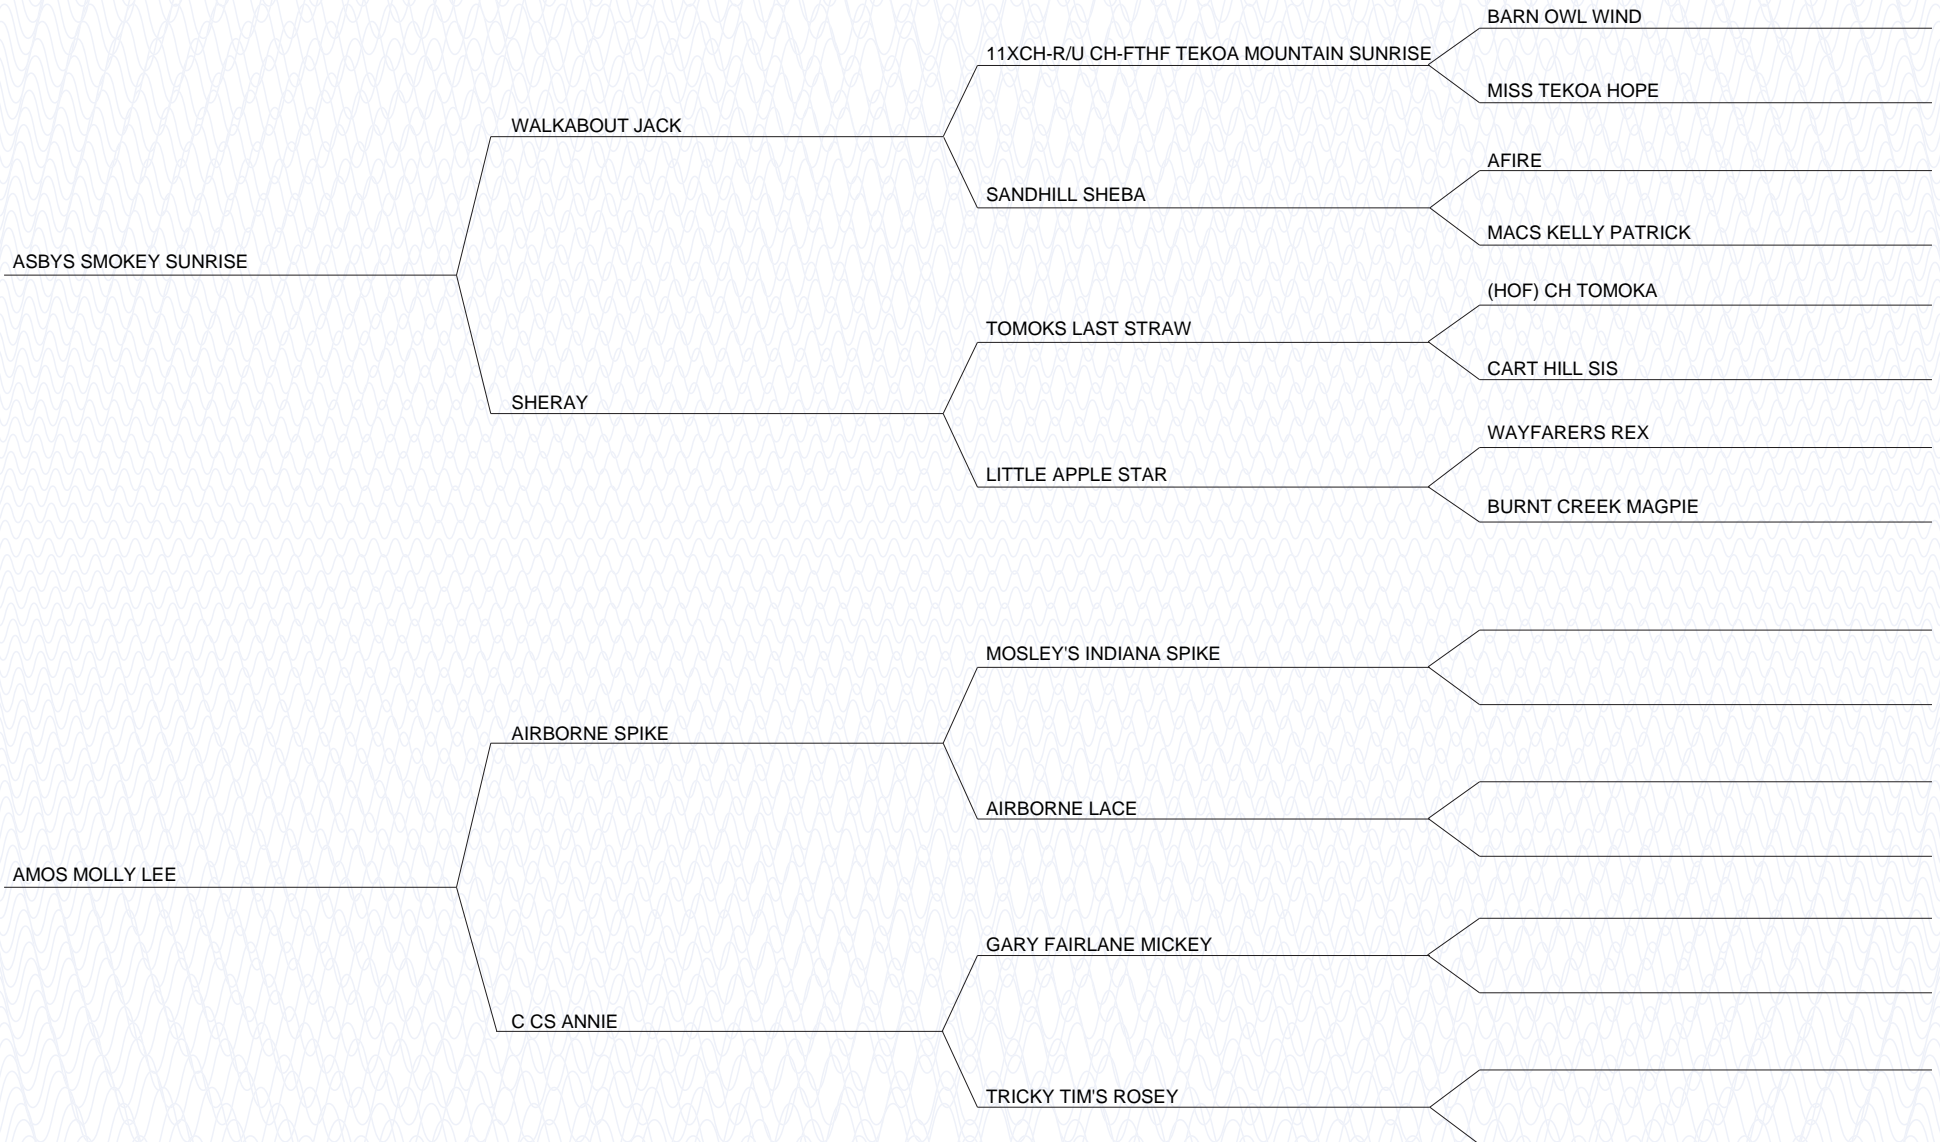 BARN OWL WIND
11XCH-R/U CH-FTHF TEKOA MOUNTAIN SUNRISE
MISS TEKOA HOPE
WALKABOUT JACK
AFIRE
SANDHILL SHEBA
MACS KELLY PATRICK
ASBYS SMOKEY SUNRISE
(HOF) CH TOMOKA
TOMOKS LAST STRAW
CART HILL SIS
SHERAY
WAYFARERS REX
LITTLE APPLE STAR
BURNT CREEK MAGPIE
MOSLEY'S INDIANA SPIKE
AIRBORNE SPIKE
AIRBORNE LACE
AMOS MOLLY LEE
GARY FAIRLANE MICKEY
C CS ANNIE
TRICKY TIM'S ROSEY